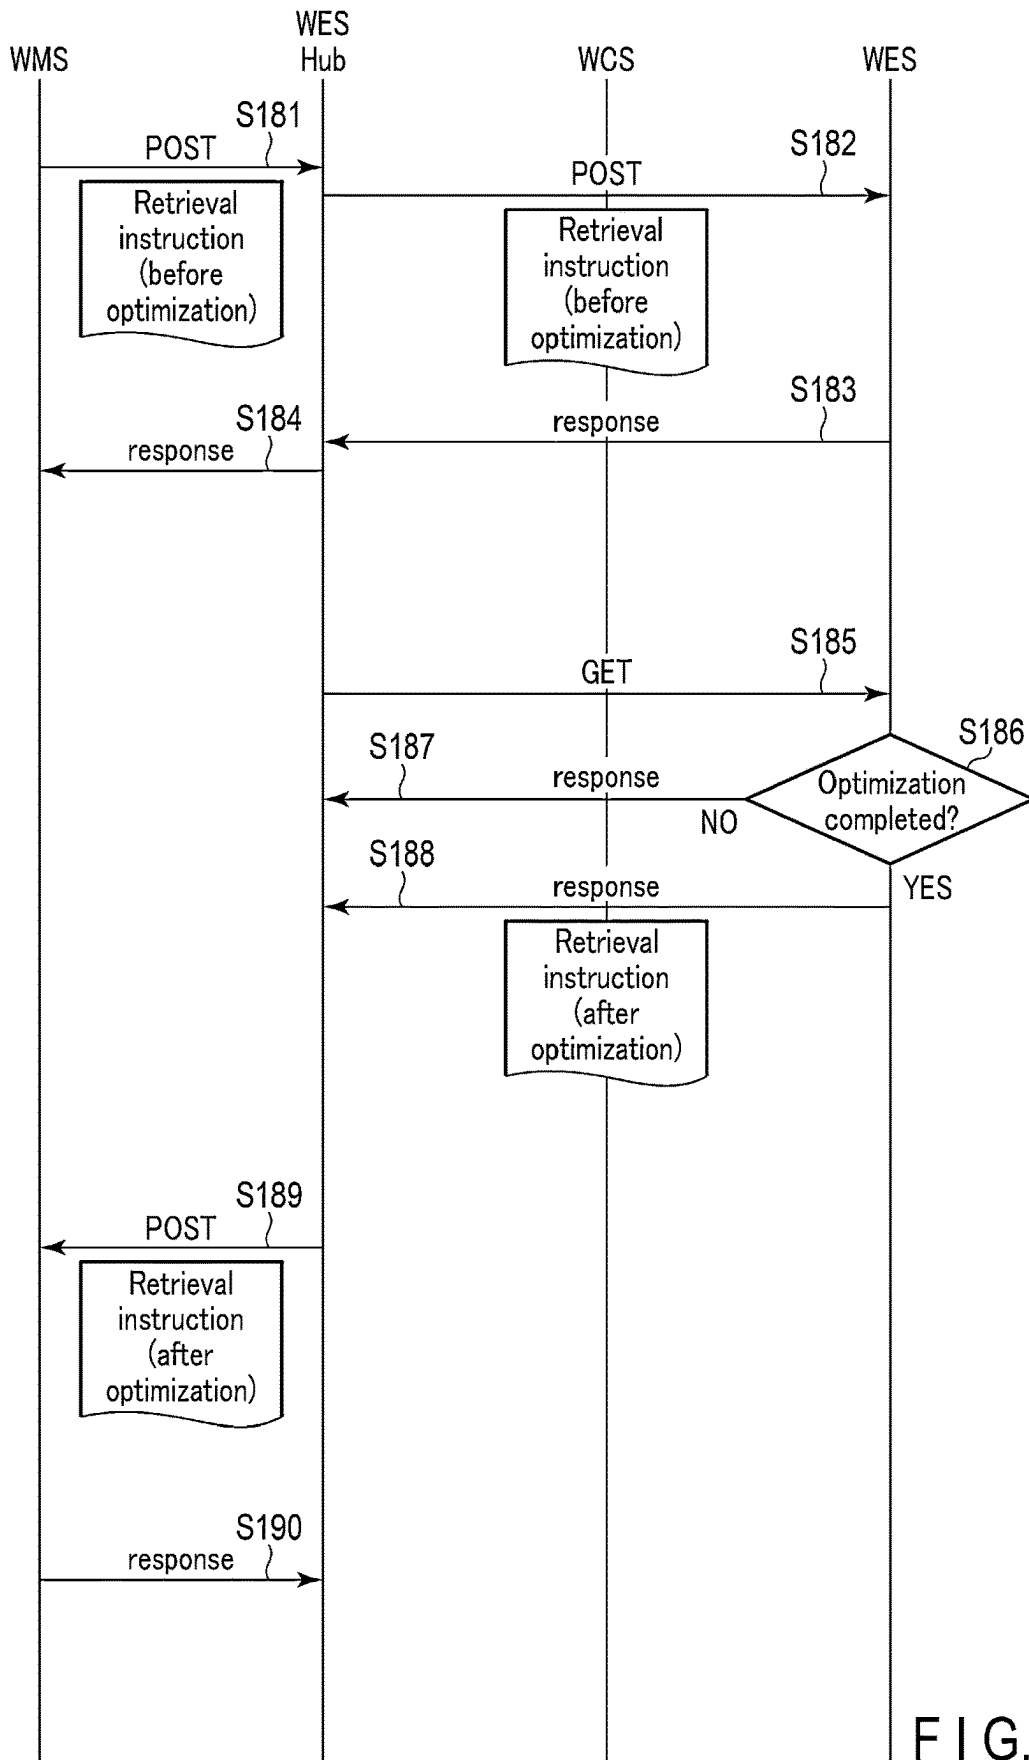 WMS
WES
Hub
WCS
WES
S181
POST
Retrieval
instruction
(before
optimization)
S182
POST
Retrieval
instruction
(before
optimization)
S183
response
S184
response
S185
GET
S186
Optimization
completed?
S187
response
NO
S188
response
YES
Retrieval
instruction
(after
optimization)
S189
POST
Retrieval
instruction
(after
optimization)
S190
response
FIG.